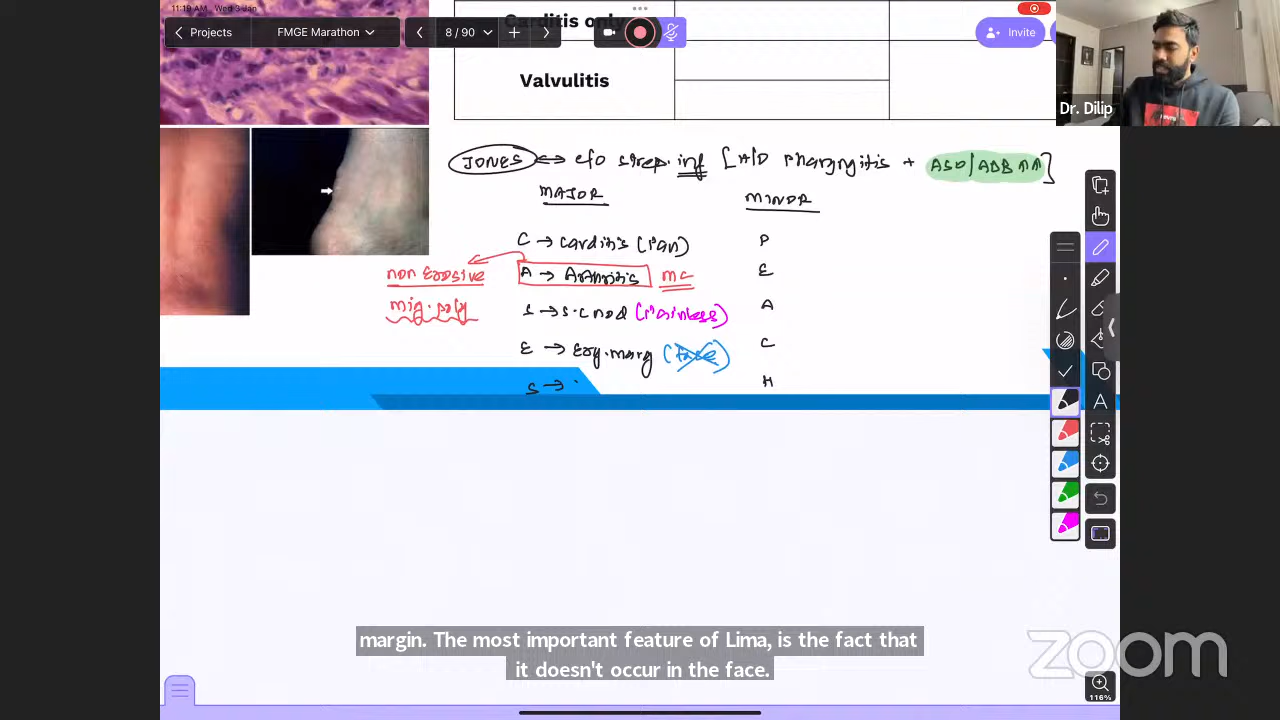 11:19 AM Wed 3 Jan
Carditis only
Projects
FMGE Marathon
8 / 90
Invite
Dr. Dilip
Valvulitis
JONES ↔ e/o strep. inf [H/O Pharyngitis + ASO/ADB ↑↑]
MAJOR
MINOR
C → Carditis (Pan)
P
non Erosive
A → Arthritis
mc
E
mig. poly
S → S.C nod (Painless)
A
E → Ery. marg (Face)
C
S →
H
margin. The most important feature of Lima, is the fact that
it doesn't occur in the face.
zoom
A
116%